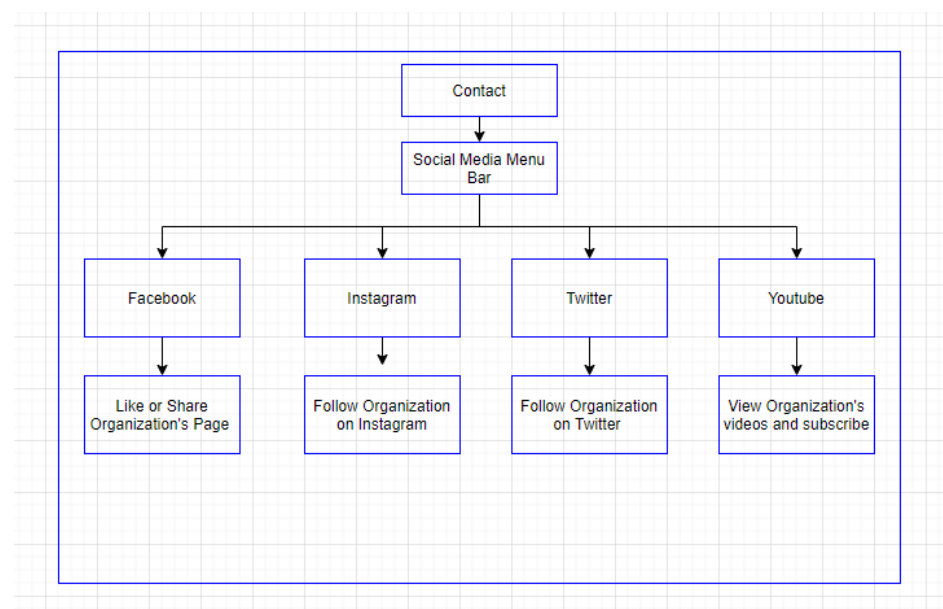 Contact
Social Media Menu
Bar
Facebook
Instagram
Twitter
Youtube
Like or Share
Organization's Page
Follow Organization
on Instagram
Follow Organization
on Twitter
View Organization's
videos and subscribe